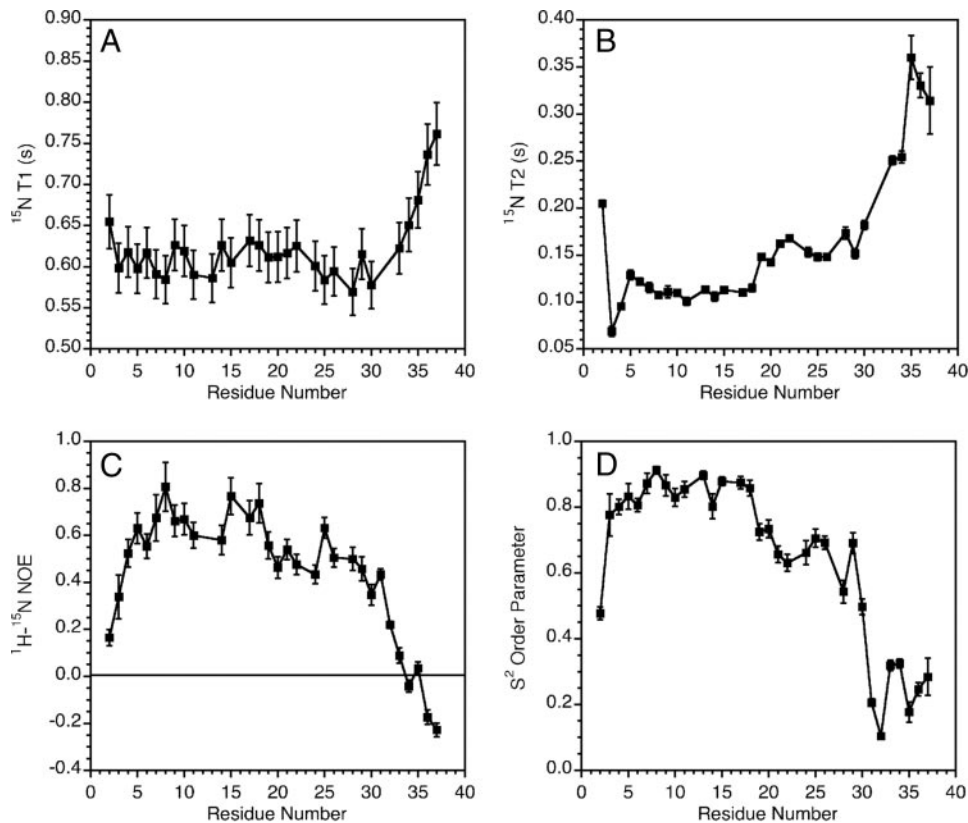 A
0.90
0.85
0.80
0.75
0.70
0.65
0.60
0.55
0.50
¹⁵N T1 (s)
0 5 10 15 20 25 30 35 40
Residue Number
B
0.40
0.35
0.30
0.25
0.20
0.15
0.10
0.05
¹⁵N T2 (s)
0 5 10 15 20 25 30 35 40
Residue Number
C
1.0
0.8
0.6
0.4
0.2
0.0
-0.2
-0.4
¹H-¹⁵N NOE
0 5 10 15 20 25 30 35 40
Residue Number
D
1.0
0.8
0.6
0.4
0.2
0.0
S² Order Parameter
0 5 10 15 20 25 30 35 40
Residue Number